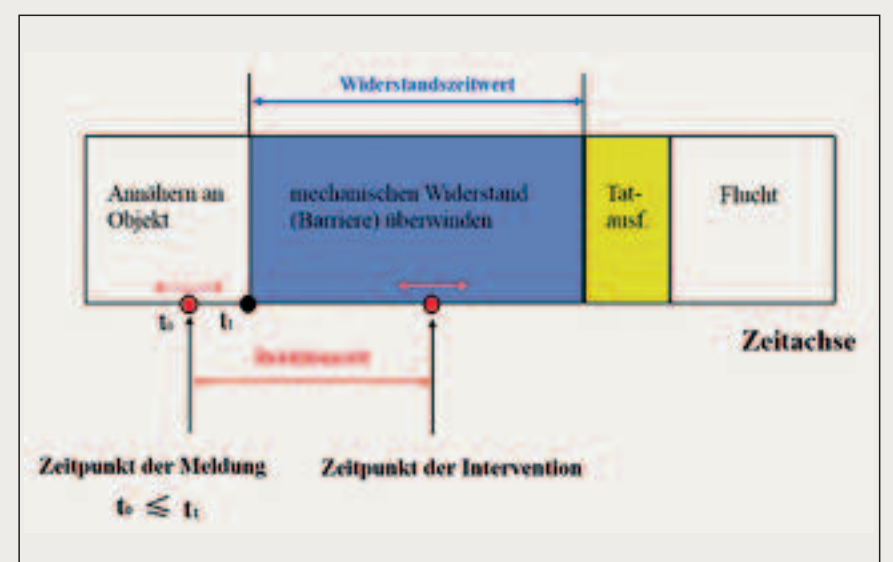 Widerstandszeitwert
Annähern an
Objekt
mechanischen Widerstand
(Barriere) überwinden
Tat-
ausf.
Flucht
t₀ t₁
Zeitachse
Zeitpunkt der Meldung
Zeitpunkt der Intervention
t₀ ≤ t₁